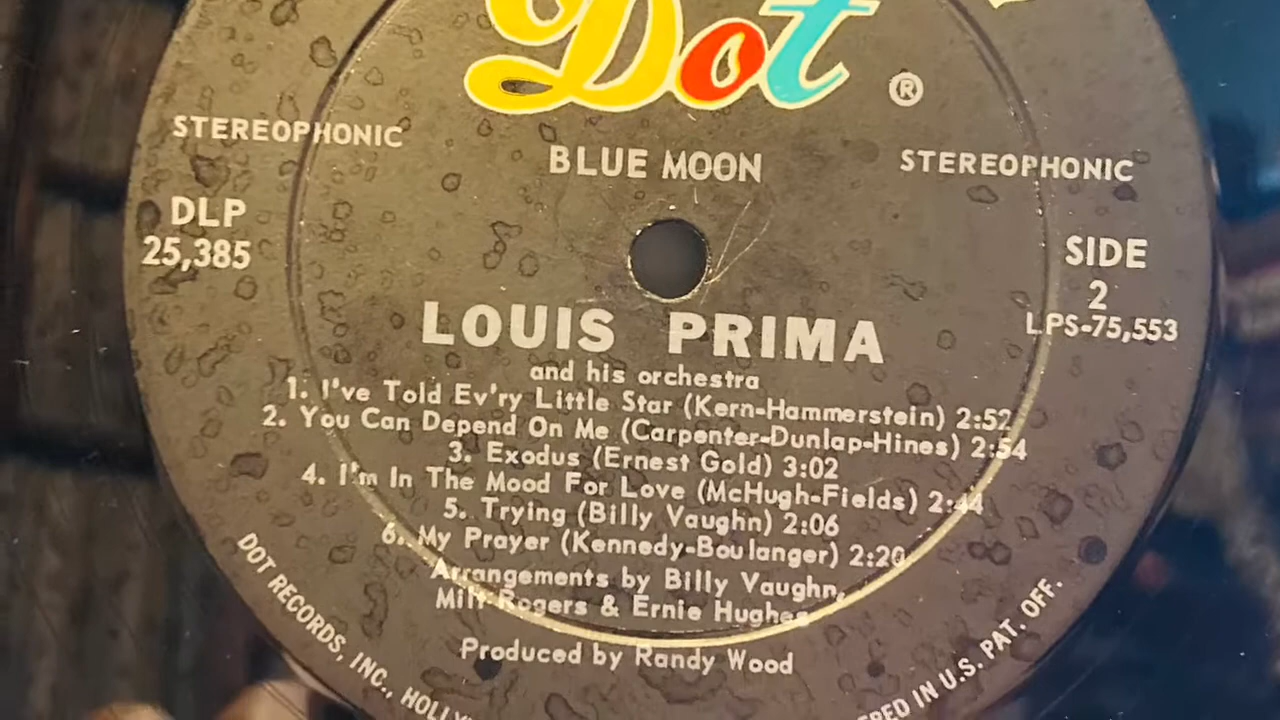 Dot ®
STEREOPHONIC
STEREOPHONIC
BLUE MOON
DLP
25,385
SIDE
2
LPS-75,553
LOUIS PRIMA
and his orchestra
1. I've Told Ev'ry Little Star (Kern-Hammerstein) 2:52
2. You Can Depend On Me (Carpenter-Dunlap-Hines) 2:54
3. Exodus (Ernest Gold) 3:02
4. I'm In The Mood For Love (McHugh-Fields) 2:44
5. Trying (Billy Vaughn) 2:06
6. My Prayer (Kennedy-Boulanger) 2:20
Arrangements by Billy Vaughn,
Milt Rogers & Ernie Hughes
Produced by Randy Wood
DOT RECORDS, INC., HOLLY
ERED IN U.S. PAT. OFF.